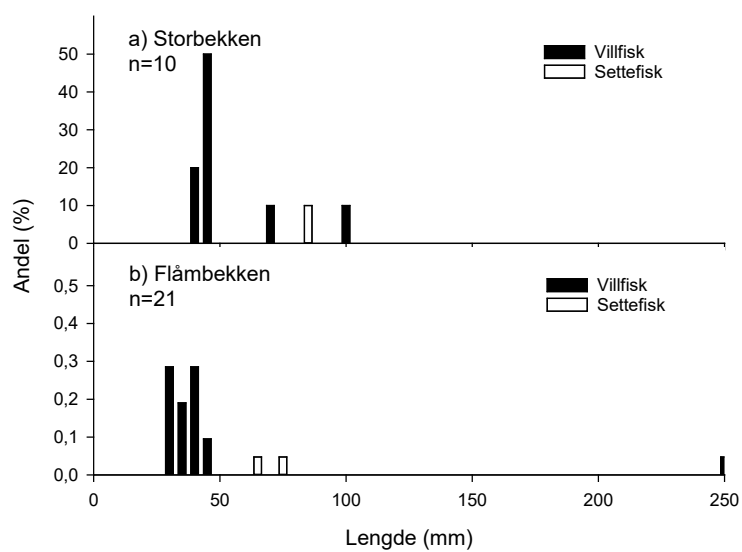 a) Storbekken
n=10
Villfisk
Settefisk
50
40
30
20
10
0
Andel (%)
b) Flåmbekken
n=21
Villfisk
Settefisk
0,5
0,4
0,3
0,2
0,1
0,0
0 50 100 150 200 250
Lengde (mm)